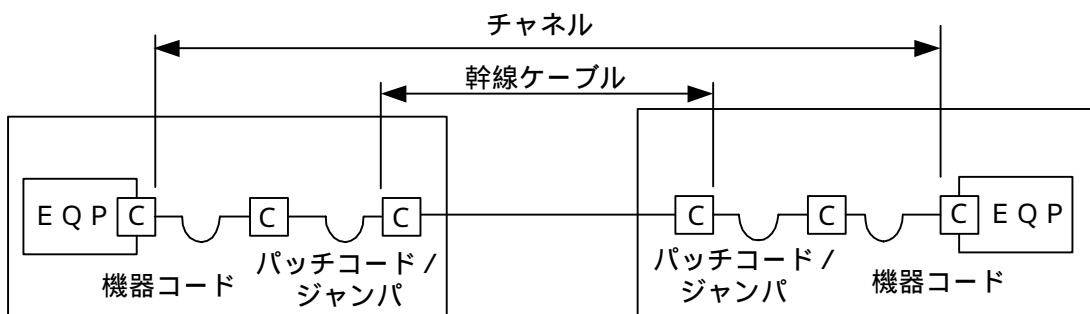 チャネル
幹線ケーブル
EQP C C C C C C EQP
機器コード
パッチコード /
ジャンパ
パッチコード /
ジャンパ
機器コード